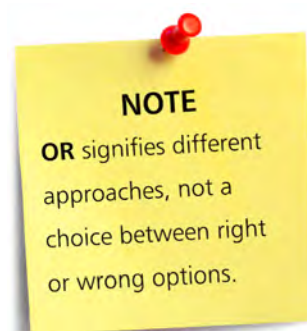 NOTE
OR signifies different
approaches, not a
choice between right
or wrong options.